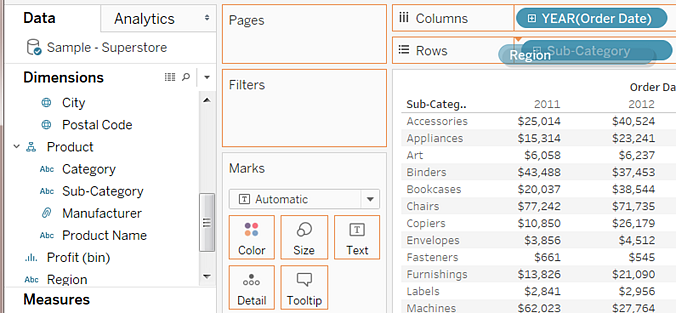 Data
Analytics
Sample - Superstore
Dimensions
City
Postal Code
Product
Abc Category
Abc Sub-Category
Manufacturer
Abc Product Name
Profit (bin)
Abc Region
Measures
Pages
Filters
Marks
Automatic
Color Size Text
Detail Tooltip
Columns YEAR(Order Date)
Rows Region Sub-Category
Order Da
Sub-Categ.. 2011 2012
Accessories $25,014 $40,524
Appliances $15,314 $23,241
Art $6,058 $6,237
Binders $43,488 $37,453
Bookcases $20,037 $38,544
Chairs $77,242 $71,735
Copiers $10,850 $26,179
Envelopes $3,856 $4,512
Fasteners $661 $545
Furnishings $13,826 $21,090
Labels $2,841 $2,956
Machines $62,023 $27,764